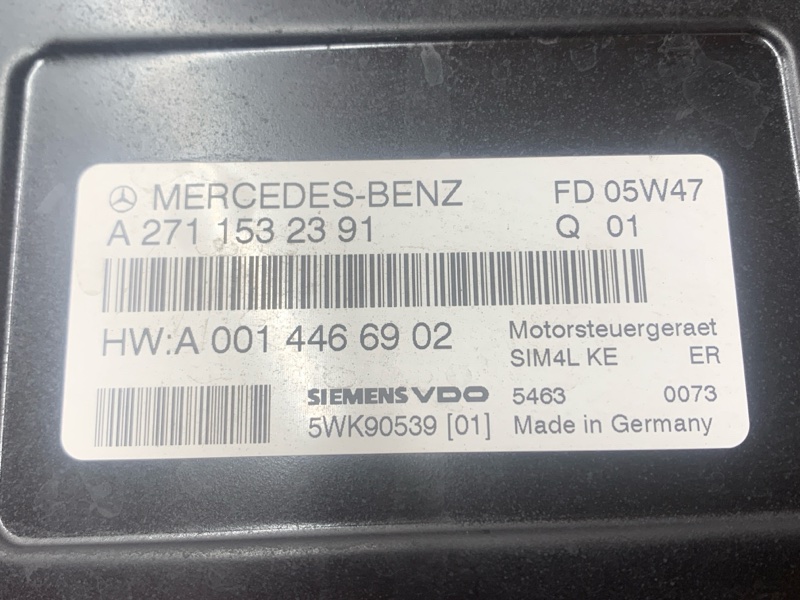 MERCEDES-BENZ FD 05W47
A 271 153 23 91 Q 01
HW:A 001 446 69 02 Motorsteuergeraet
SIM4L KE ER
SIEMENS VDO 5463 0073
5WK90539 [01] Made in Germany